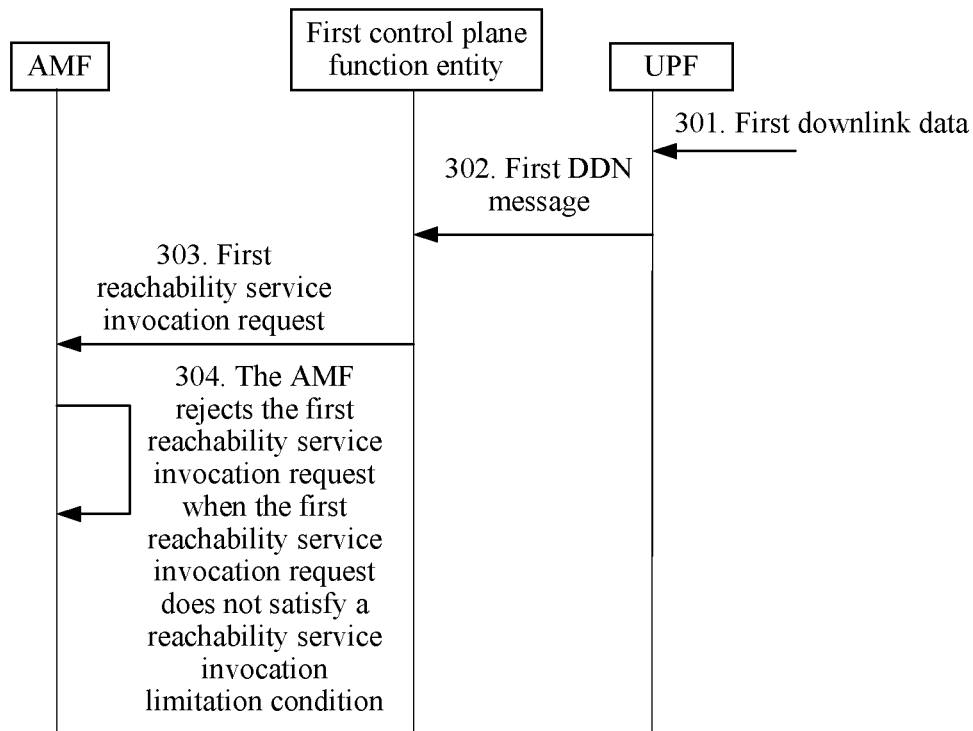 AMF
First control plane
function entity
UPF
301. First downlink data
302. First DDN
message
303. First
reachability service
invocation request
304. The AMF
rejects the first
reachability service
invocation request
when the first
reachability service
invocation request
does not satisfy a
reachability service
invocation
limitation condition